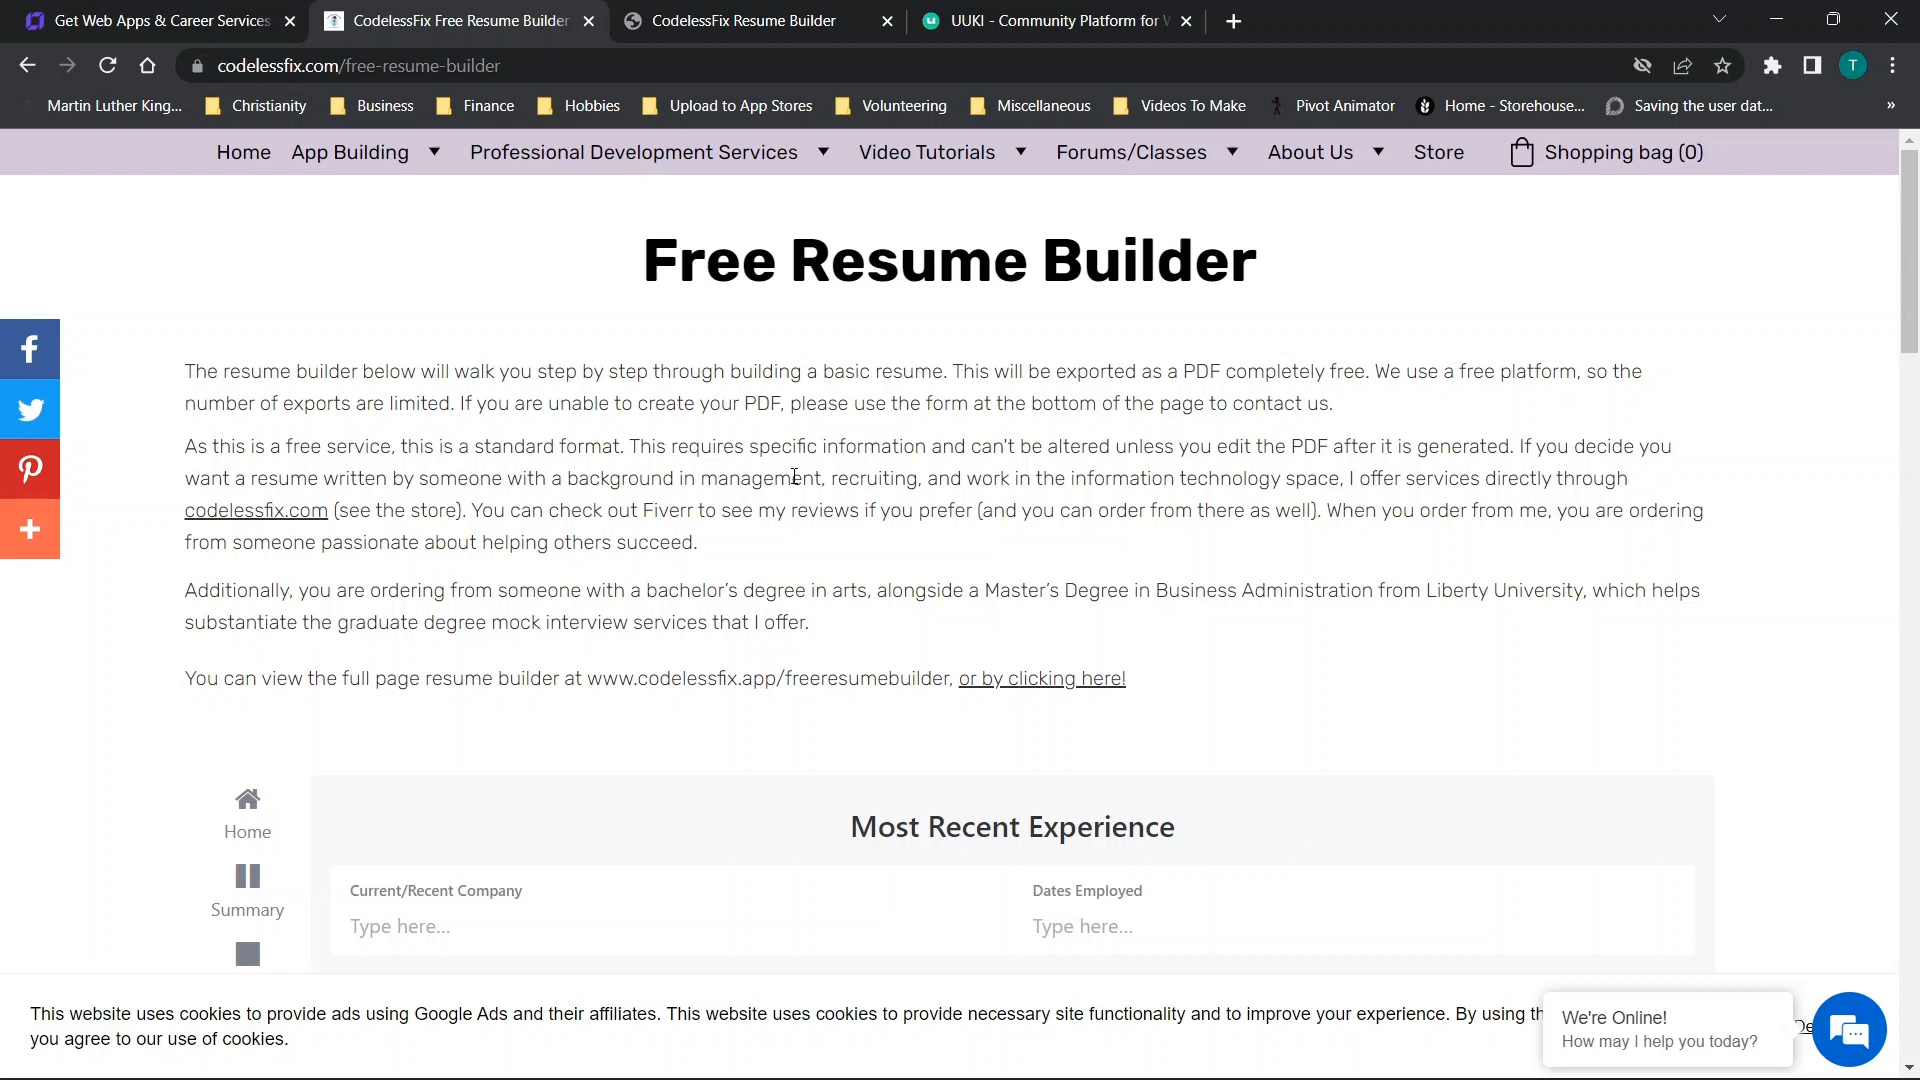 Get Web Apps & Career Services
CodelessFix Free Resume Builder
CodelessFix Resume Builder
UUKI - Community Platform for
codelessfix.com/free-resume-builder
T
Martin Luther King...
Christianity
Business
Finance
Hobbies
Upload to App Stores
Volunteering
Miscellaneous
Videos To Make
Pivot Animator
Home - Storehouse...
Saving the user dat...
»
Home
App Building
Professional Development Services
Video Tutorials
Forums/Classes
About Us
Store
Shopping bag (0)
Free Resume Builder
The resume builder below will walk you step by step through building a basic resume. This will be exported as a PDF completely free. We use a free platform, so the
number of exports are limited. If you are unable to create your PDF, please use the form at the bottom of the page to contact us.
As this is a free service, this is a standard format. This requires specific information and can't be altered unless you edit the PDF after it is generated. If you decide you
want a resume written by someone with a background in management, recruiting, and work in the information technology space, I offer services directly through
codelessfix.com (see the store). You can check out Fiverr to see my reviews if you prefer (and you can order from there as well). When you order from me, you are ordering
from someone passionate about helping others succeed.
Additionally, you are ordering from someone with a bachelor's degree in arts, alongside a Master's Degree in Business Administration from Liberty University, which helps
substantiate the graduate degree mock interview services that I offer.
You can view the full page resume builder at www.codelessfix.app/freeresumebuilder, or by clicking here!
Home
Summary
Most Recent Experience
Current/Recent Company
Dates Employed
Type here...
Type here...
This website uses cookies to provide ads using Google Ads and their affiliates. This website uses cookies to provide necessary site functionality and to improve your experience. By using
you agree to our use of cookies.
We're Online!
How may I help you today?